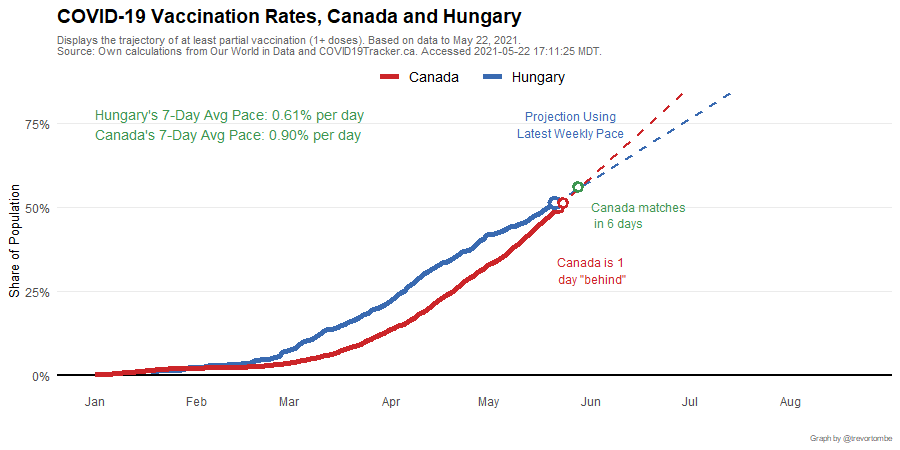 COVID-19 Vaccination Rates, Canada and Hungary
Displays the trajectory of at least partial vaccination (1+ doses). Based on data to May 22, 2021.
Source: Own calculations from Our World in Data and COVID19Tracker.ca. Accessed 2021-05-22 17:11:25 MDT.
Canada Hungary
Hungary's 7-Day Avg Pace: 0.61% per day
Canada's 7-Day Avg Pace: 0.90% per day
Projection Using
Latest Weekly Pace
Canada matches
in 6 days
Canada is 1
day "behind"
Share of Population
75%
50%
25%
0%
Jan Feb Mar Apr May Jun Jul Aug
Graph by @trevortombe